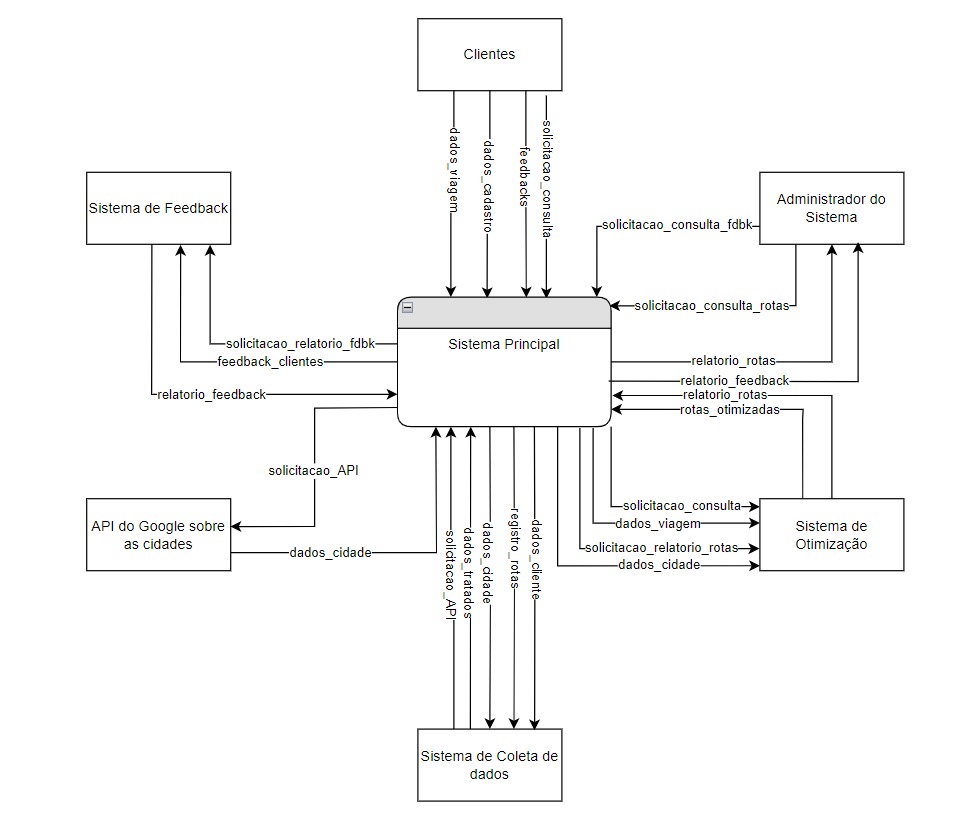 Clientes
dados_viagem
dados_cadastro
feedbacks
solicitacao_consulta
Sistema de Feedback
Administrador do
Sistema
solicitacao_consulta_fdbk
solicitacao_consulta_rotas
Sistema Principal
solicitacao_relatorio_fdbk
feedback_clientes
relatorio_feedback
relatorio_rotas
relatorio_feedback
relatorio_rotas
rotas_otimizadas
solicitacao_API
API do Google sobre
as cidades
dados_cidade
solicitacao_API
dados_tratados
dados_cidade
registro_rotas
dados_cliente
solicitacao_consulta
dados_viagem
solicitacao_relatorio_rotas
dados_cidade
Sistema de
Otimização
Sistema de Coleta de
dados